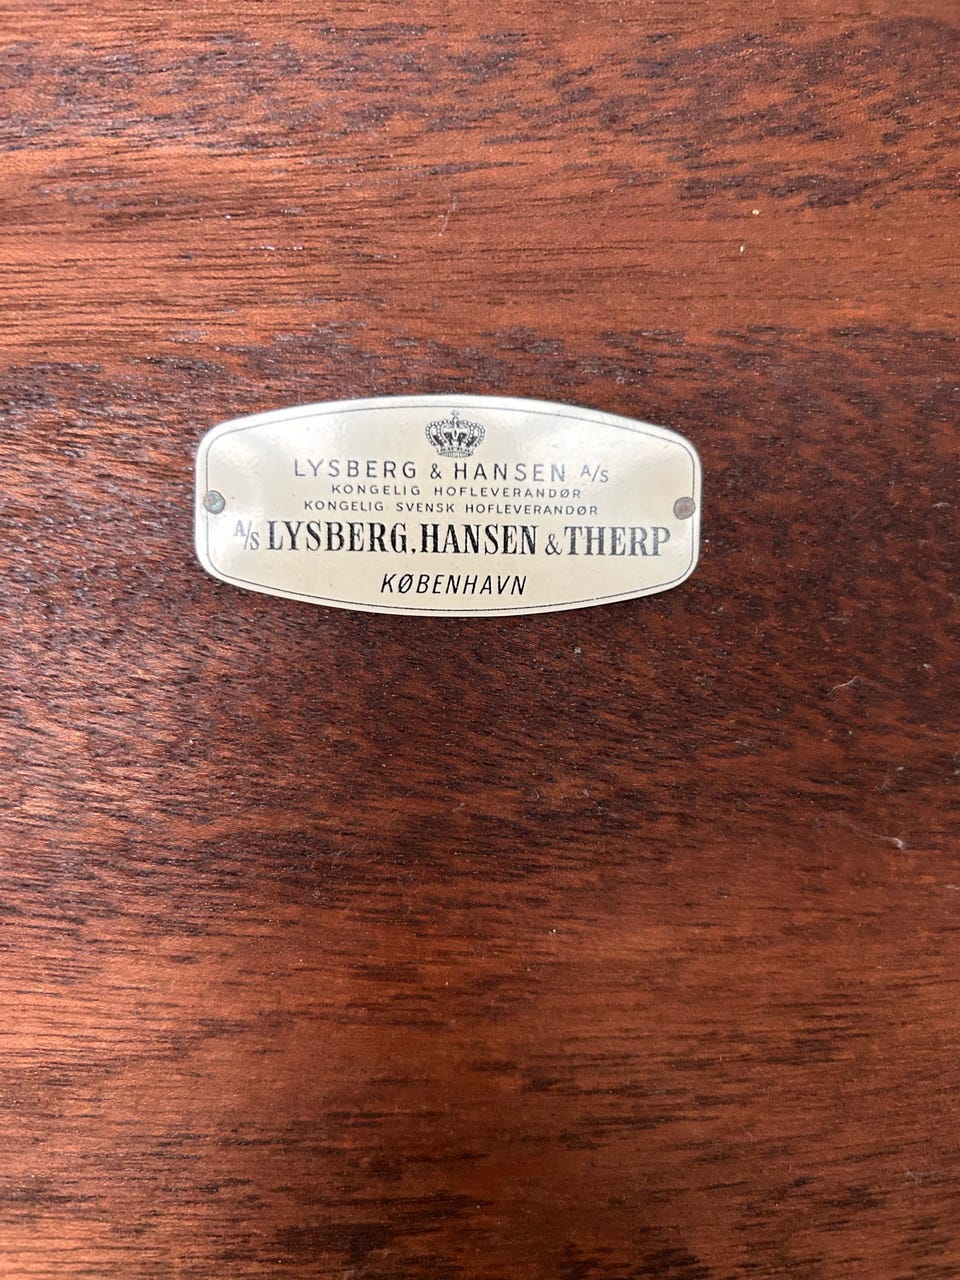 LYSBERG & HANSEN A/S
KONGELIG HOFLEVERANDØR
KONGELIG SVENSK HOFLEVERANDØR
A/S LYSBERG, HANSEN & THERP
KØBENHAVN